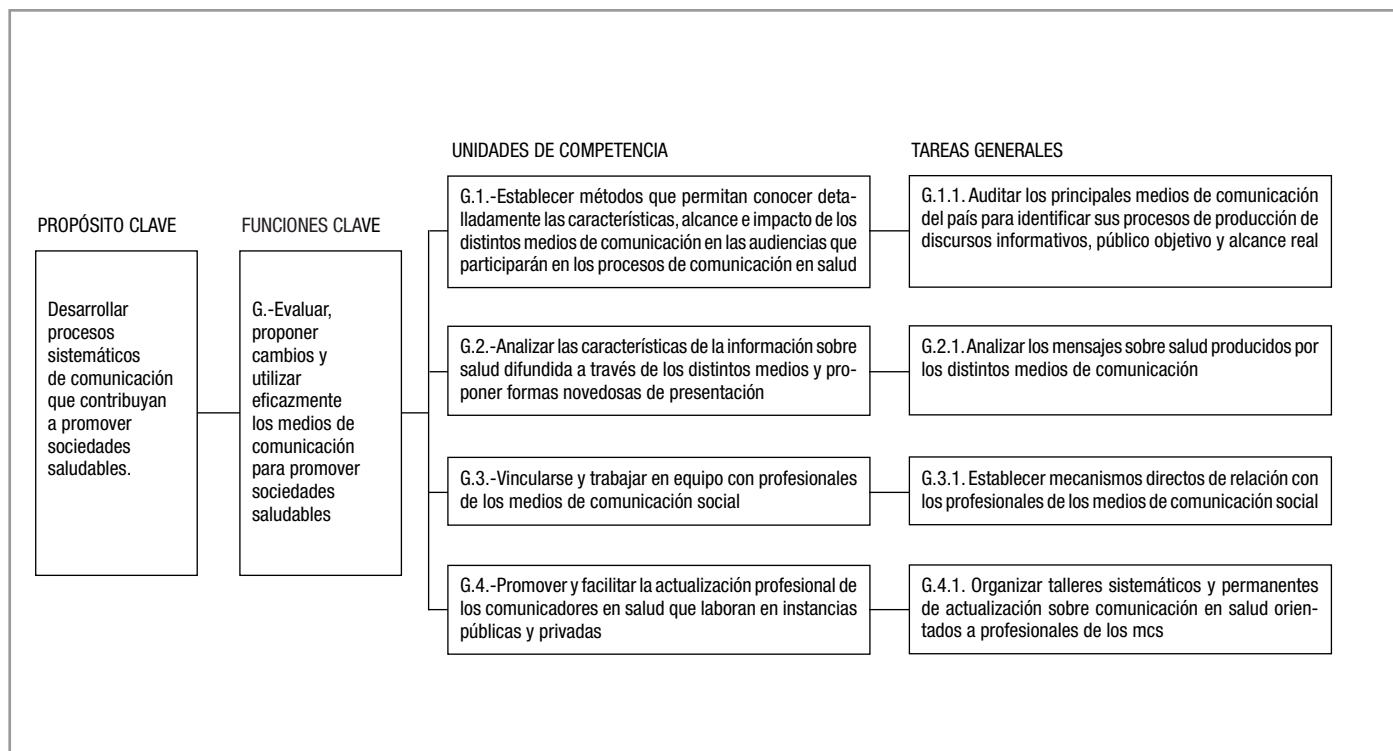 PROPÓSITO CLAVE
Desarrollar
procesos
sistemáticos
de comunicación
que contribuyan
a promover
sociedades
saludables.
FUNCIONES CLAVE
G.-Evaluar,
proponer
cambios y
utilizar
eficazmente
los medios de
comunicación
para promover
sociedades
saludables
UNIDADES DE COMPETENCIA
G.1.-Establecer métodos que permitan conocer deta-
lladamente las características, alcance e impacto de los
distintos medios de comunicación en las audiencias que
participarán en los procesos de comunicación en salud
G.2.-Analizar las características de la información sobre
salud difundida a través de los distintos medios y pro-
poner formas novedosas de presentación
G.3.-Vincularse y trabajar en equipo con profesionales
de los medios de comunicación social
G.4.-Promover y facilitar la actualización profesional de
los comunicadores en salud que laboran en instancias
públicas y privadas
TAREAS GENERALES
G.1.1. Auditar los principales medios de comunicación
del país para identificar sus procesos de producción de
discursos informativos, público objetivo y alcance real
G.2.1. Analizar los mensajes sobre salud producidos por
los distintos medios de comunicación
G.3.1. Establecer mecanismos directos de relación con
los profesionales de los medios de comunicación social
G.4.1. Organizar talleres sistemáticos y permanentes
de actualización sobre comunicación en salud orien-
tados a profesionales de los mcs